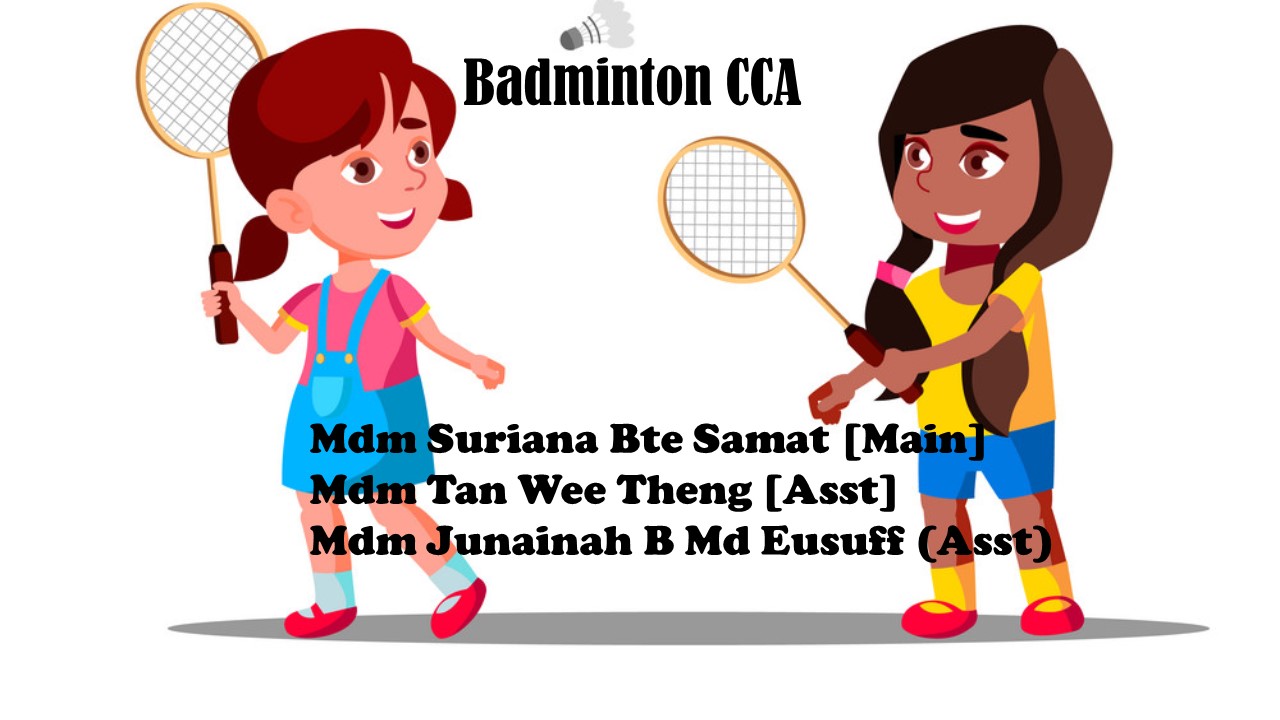 Badminton CCA
Mdm Suriana Bte Samat [Main]
Mdm Tan Wee Theng [Asst]
Mdm Junainah B Md Eusuff (Asst)